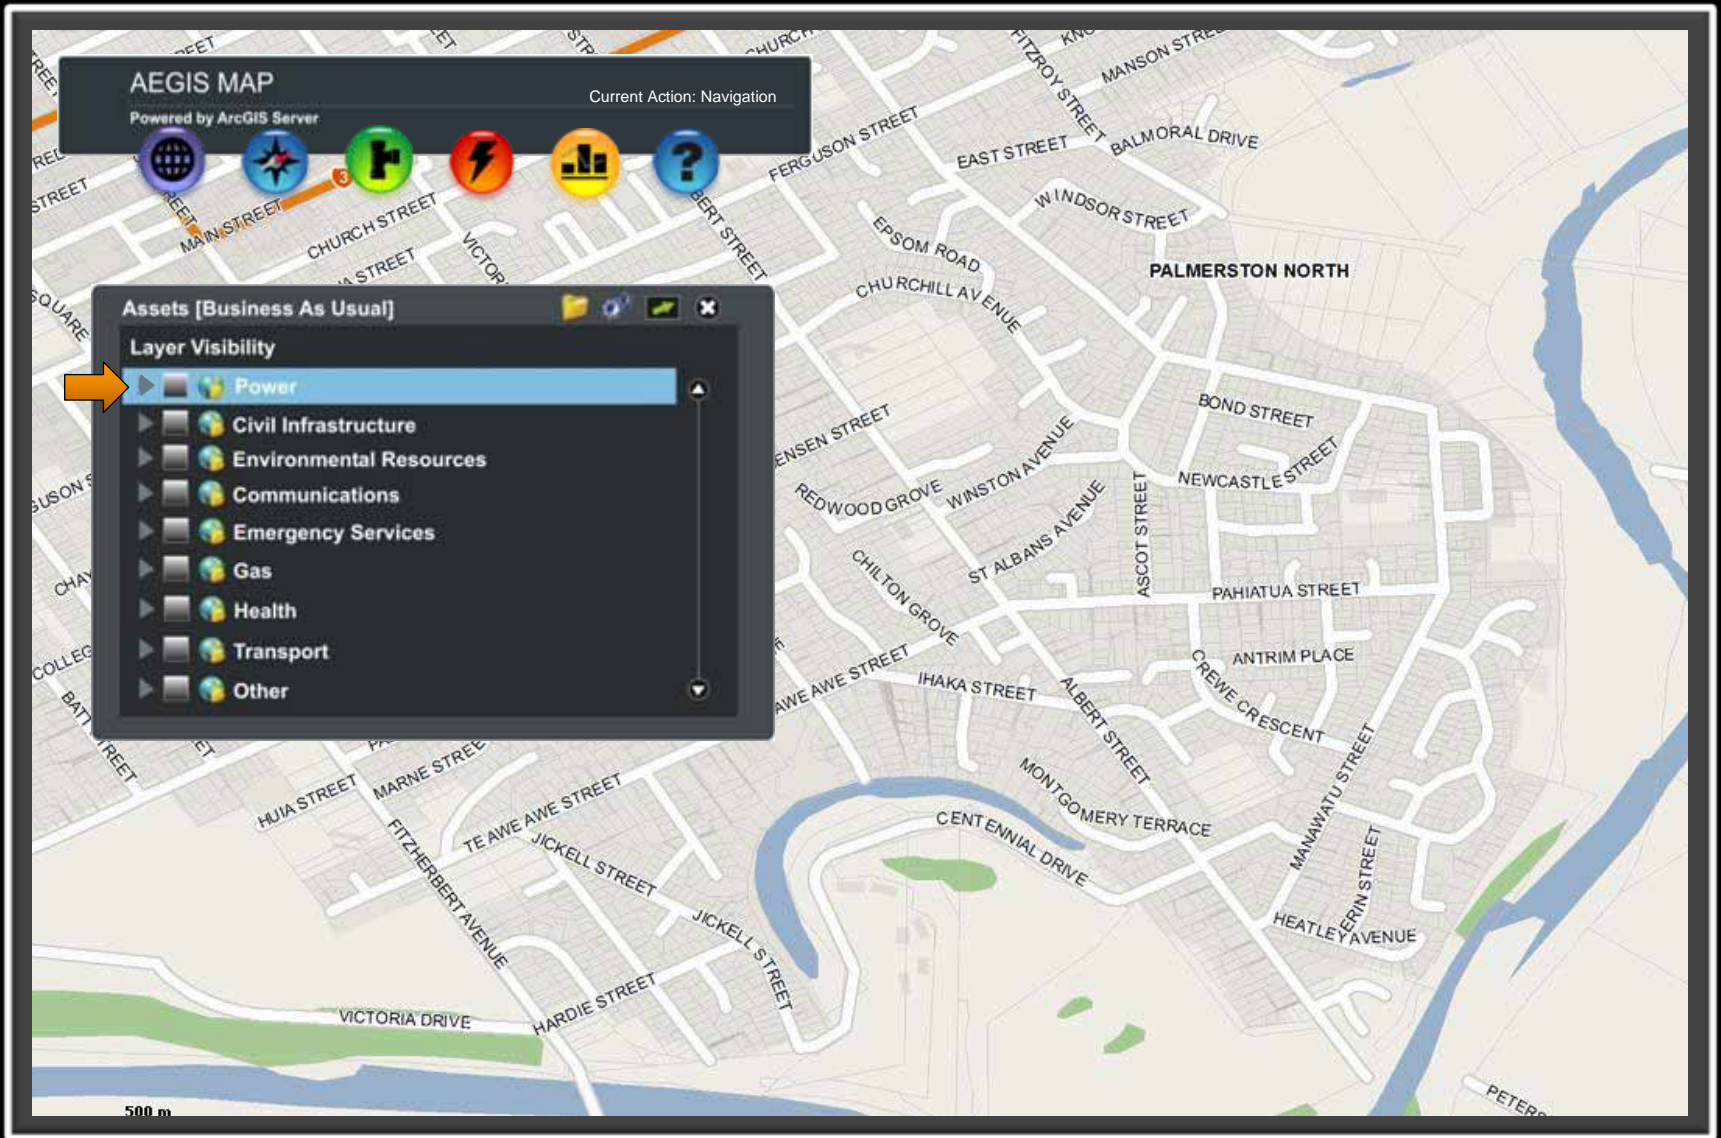 AEGIS MAP
Powered by ArcGIS Server
Current Action: Navigation
Assets [Business As Usual]
Layer Visibility
Power
Civil Infrastructure
Environmental Resources
Communications
Emergency Services
Gas
Health
Transport
Other
3
MAIN STREET
CHURCH STREET
STREET
FERGUSON STREET
FITZROY STREET
EAST STREET
BALMORAL DRIVE
WINDSOR STREET
EPSOM ROAD
CHURCHILL AVENUE
PALMERSTON NORTH
BOND STREET
NEWCASTLE STREET
WINSTON AVENUE
REDWOOD GROVE
ST ALBANS AVENUE
ASCOT STREET
CHILTON GROVE
PAHIATUA STREET
ANTRIM PLACE
IHAKA STREET
CREWE CRESCENT
ALBERT STREET
MANAWATU STREET
MONTGOMERY TERRACE
CENTENNIAL DRIVE
ERIN STREET
HEATLEY AVENUE
HUIA STREET
TE AWE AWE STREET
JICKELL STREET
JICKELL STREET
FITZHERBERT AVENUE
VICTORIA DRIVE
HARDIE STREET
500 m